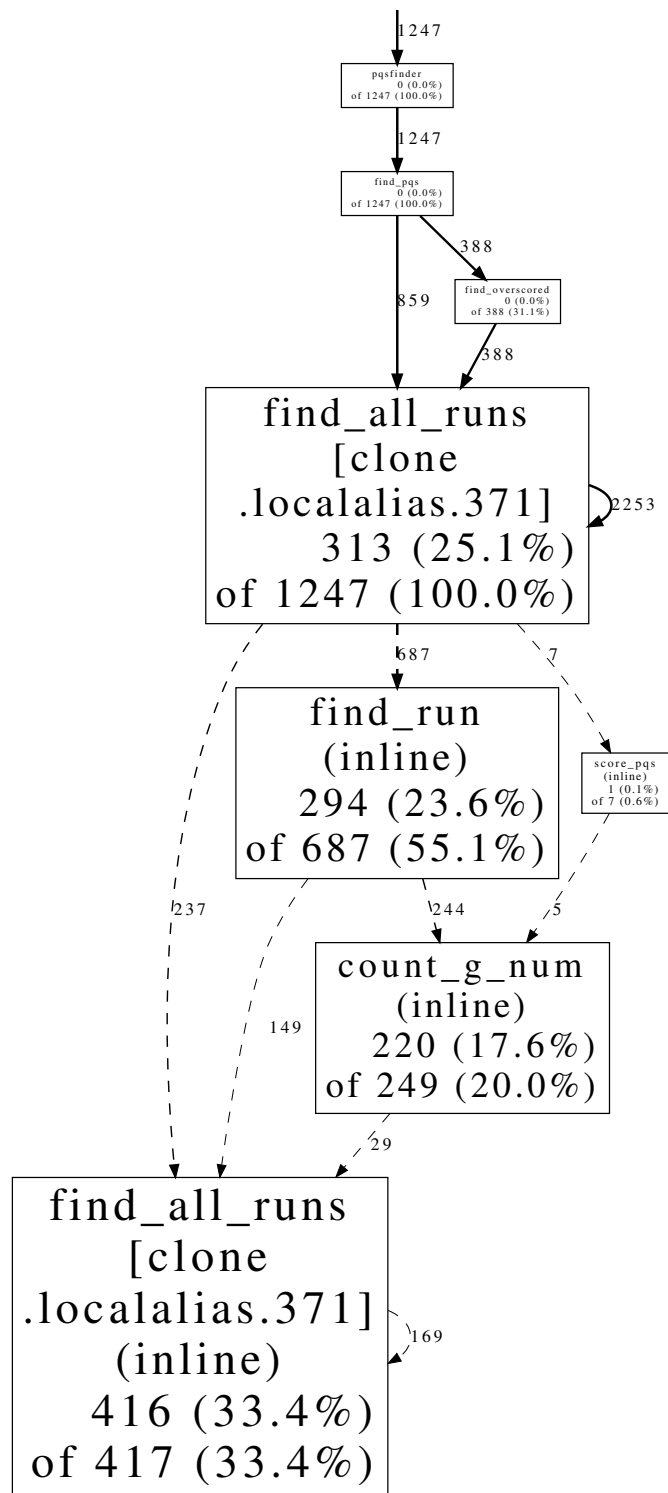 1247
pqsfinder
0 (0.0%)
of 1247 (100.0%)
1247
find_pqs
0 (0.0%)
of 1247 (100.0%)
388
859
find_overscored
0 (0.0%)
of 388 (31.1%)
388
find_all_runs
[clone
.localalias.371]
313 (25.1%)
of 1247 (100.0%)
2253
687
7
find_run
(inline)
294 (23.6%)
of 687 (55.1%)
score_pqs
(inline)
1 (0.1%)
of 7 (0.6%)
237
244
5
count_g_num
(inline)
220 (17.6%)
of 249 (20.0%)
149
29
find_all_runs
[clone
.localalias.371]
(inline)
416 (33.4%)
of 417 (33.4%)
169